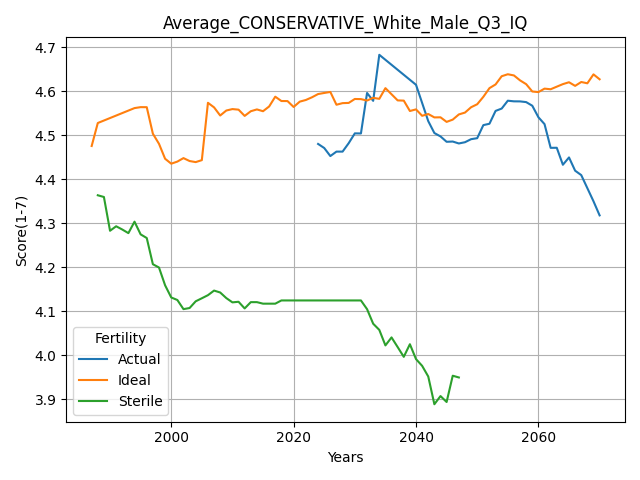 Average_CONSERVATIVE_White_Male_Q3_IQ
4.7
4.6
4.5
4.4
4.3
4.2
4.1
4.0
3.9
Score(1-7)
Fertility
Actual
Ideal
Sterile
2000
2020
2040
2060
Years